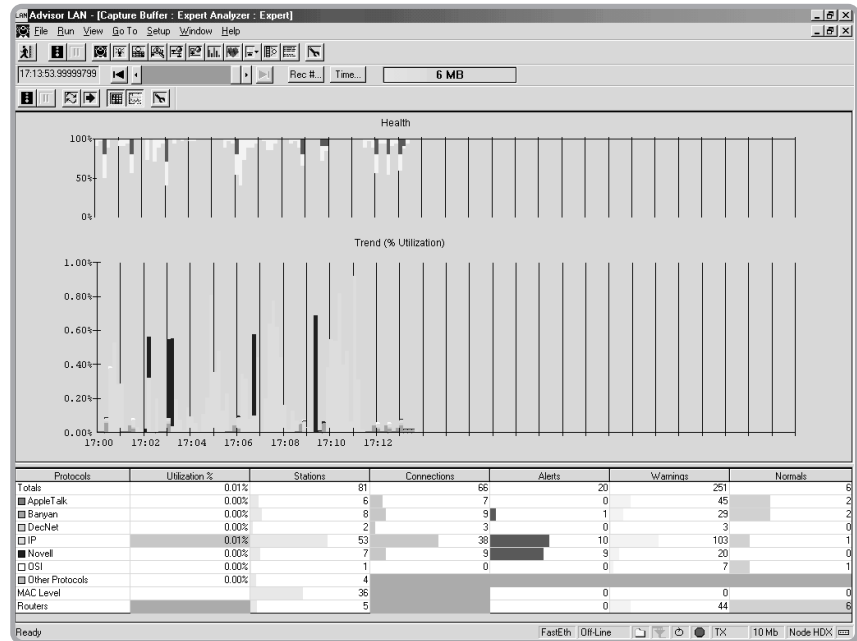 Advisor LAN - [Capture Buffer : Expert Analyzer : Expert]
File Run View Go To Setup Window Help
17:13:53.99999799 Rec #... Time... 6 MB
Health
100%
50%
0%
Trend (% Utilization)
1.00%
0.80%
0.60%
0.40%
0.20%
0.00%
17:00 17:02 17:04 17:06 17:08 17:10 17:12
Protocols Utilization % Stations Connections Alerts Warnings Normals
Totals 0.01% 81 66 20 251 6
AppleTalk 0.00% 6 7 0 45 2
Banyan 0.00% 8 9 1 29 2
DecNet 0.00% 2 3 0 3 0
IP 0.01% 53 38 10 103 1
Novell 0.00% 7 9 9 20 0
OSI 0.00% 1 0 0 7 1
Other Protocols 0.00% 4
MAC Level 36 0 0 0
Routers 5 0 44 6
Ready FastEth Off-Line TX 10 Mb Node HDX